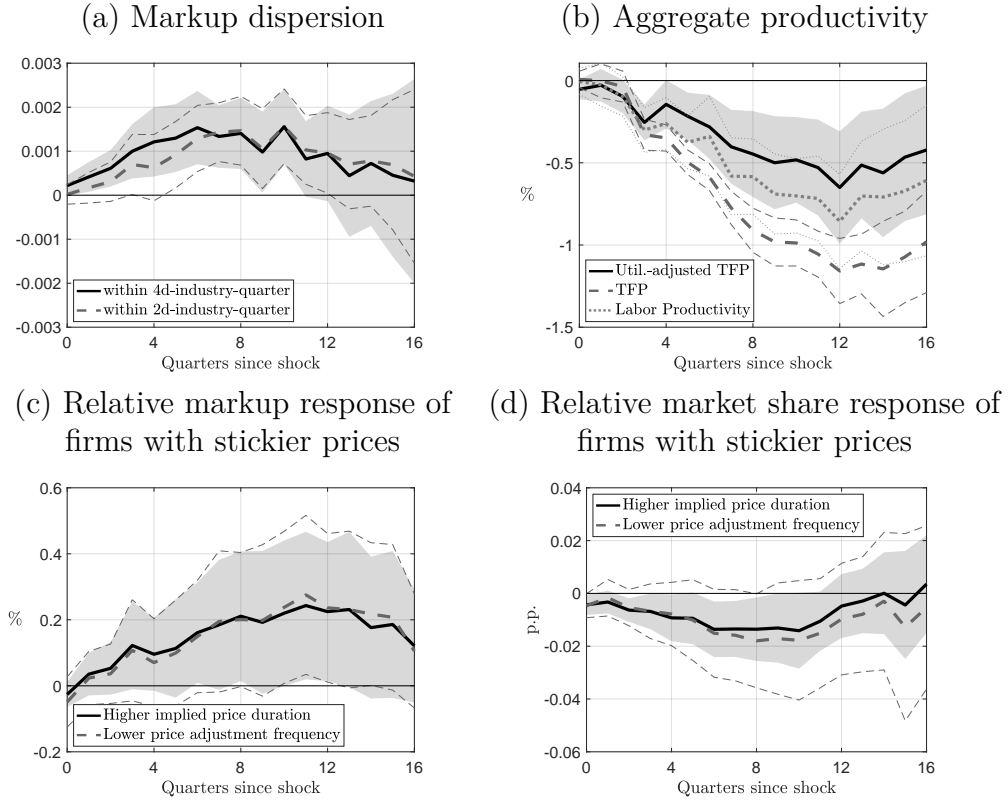 (a) Markup dispersion
0.003
0.002
0.001
0
-0.001
-0.002
-0.003
within 4d-industry-quarter
within 2d-industry-quarter
0 4 8 12 16
Quarters since shock
(b) Aggregate productivity
%
0
-0.5
-1
-1.5
Util.-adjusted TFP
TFP
Labor Productivity
0 4 8 12 16
Quarters since shock
(c) Relative markup response of
firms with stickier prices
%
0.6
0.4
0.2
0
-0.2
Higher implied price duration
Lower price adjustment frequency
0 4 8 12 16
Quarters since shock
(d) Relative market share response of
firms with stickier prices
p.p.
0.04
0.02
0
-0.02
-0.04
-0.06
Higher implied price duration
Lower price adjustment frequency
0 4 8 12 16
Quarters since shock